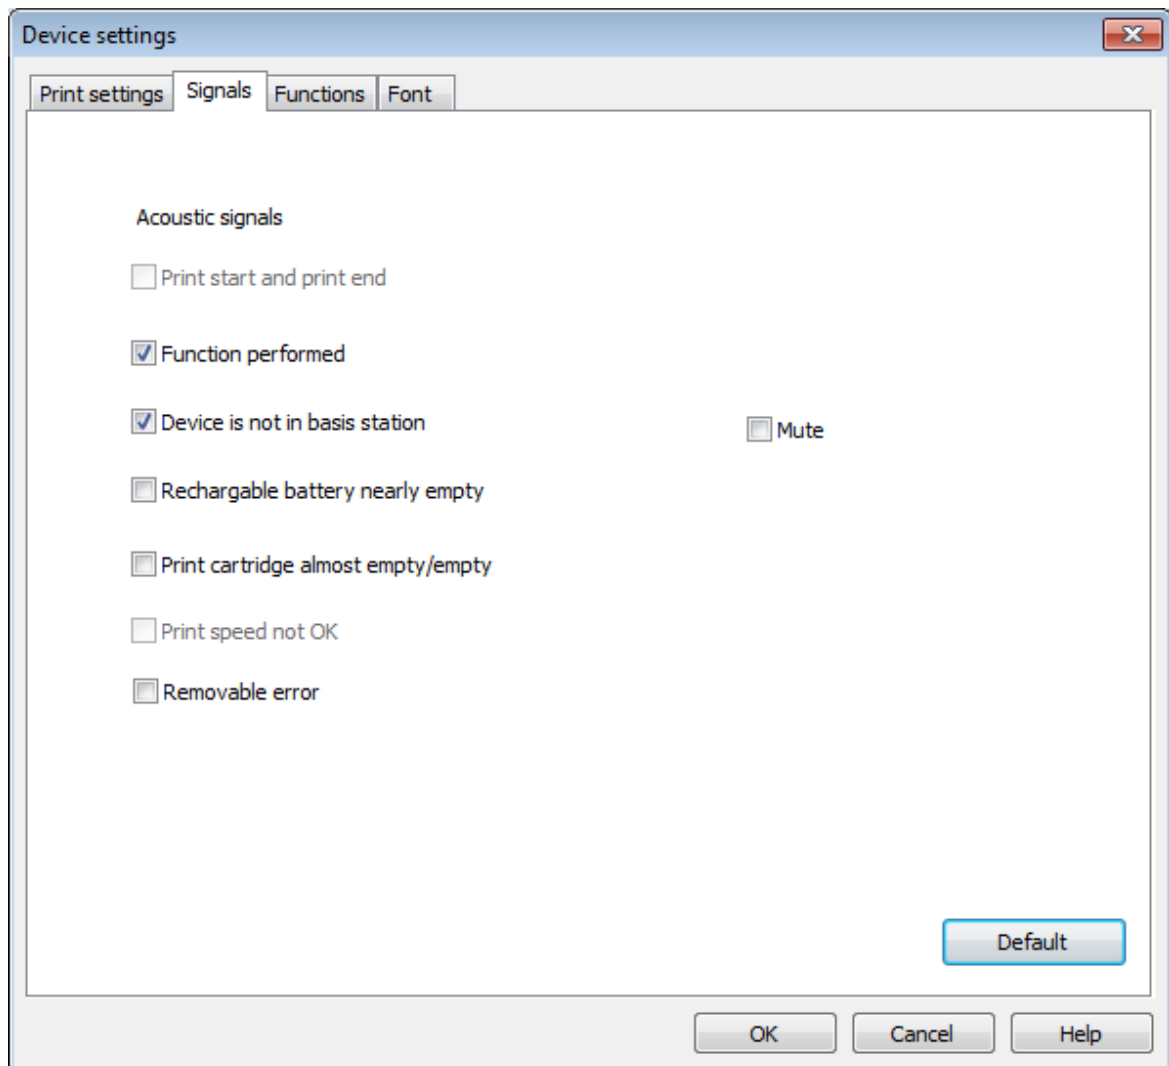 Device settings
Print settings Signals Functions Font
Acoustic signals
Print start and print end
Function performed
Device is not in basis station
Mute
Rechargable battery nearly empty
Print cartridge almost empty/empty
Print speed not OK
Removable error
Default
OK Cancel Help